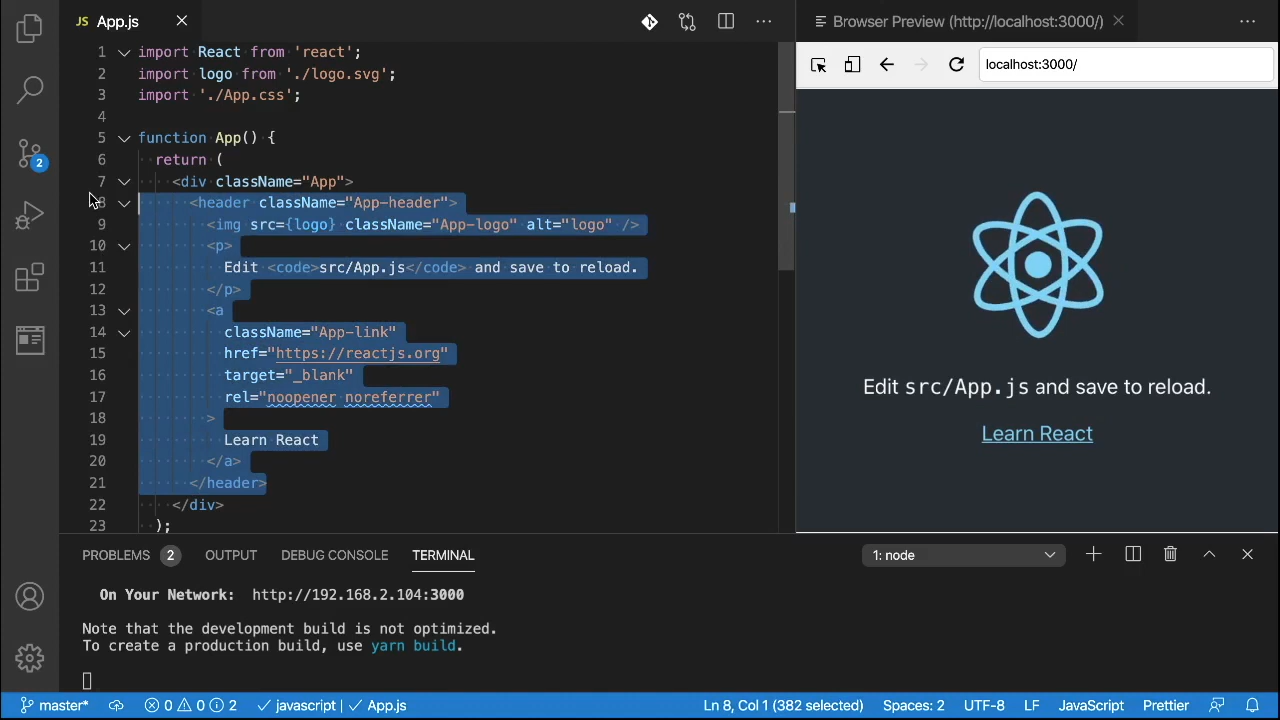 JS App.js
Browser Preview (http://localhost:3000/)
localhost:3000/
1 import React from 'react';
2 import logo from './logo.svg';
3 import './App.css';
4
5 function App() {
6 return (
7 <div className="App">
8 <header className="App-header">
9 <img src={logo} className="App-logo" alt="logo" />
10 <p>
11 Edit <code>src/App.js</code> and save to reload.
12 </p>
13 <a
14 className="App-link"
15 href="https://reactjs.org"
16 target="_blank"
17 rel="noopener noreferrer"
18 >
19 Learn React
20 </a>
21 </header>
22 </div>
23 );
2
Edit src/App.js and save to reload.
Learn React
PROBLEMS 2 OUTPUT DEBUG CONSOLE TERMINAL 1: node
On Your Network: http://192.168.2.104:3000
Note that the development build is not optimized.
To create a production build, use yarn build.
master* 0 0 2 javascript | App.js Ln 8, Col 1 (382 selected) Spaces: 2 UTF-8 LF JavaScript Prettier